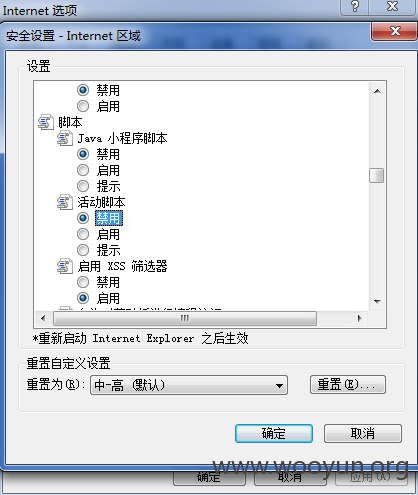 Internet 选项
安全设置 - Internet 区域
设置
禁用
启用
脚本
Java 小程序脚本
禁用
启用
提示
活动脚本
禁用
启用
提示
启用 XSS 筛选器
禁用
启用
*重新启动 Internet Explorer 之后生效
重置自定义设置
重置为(R):
中-高 (默认)
重置(E)...
确定
取消
www.wooyun.org
确定
取消
应用(A)